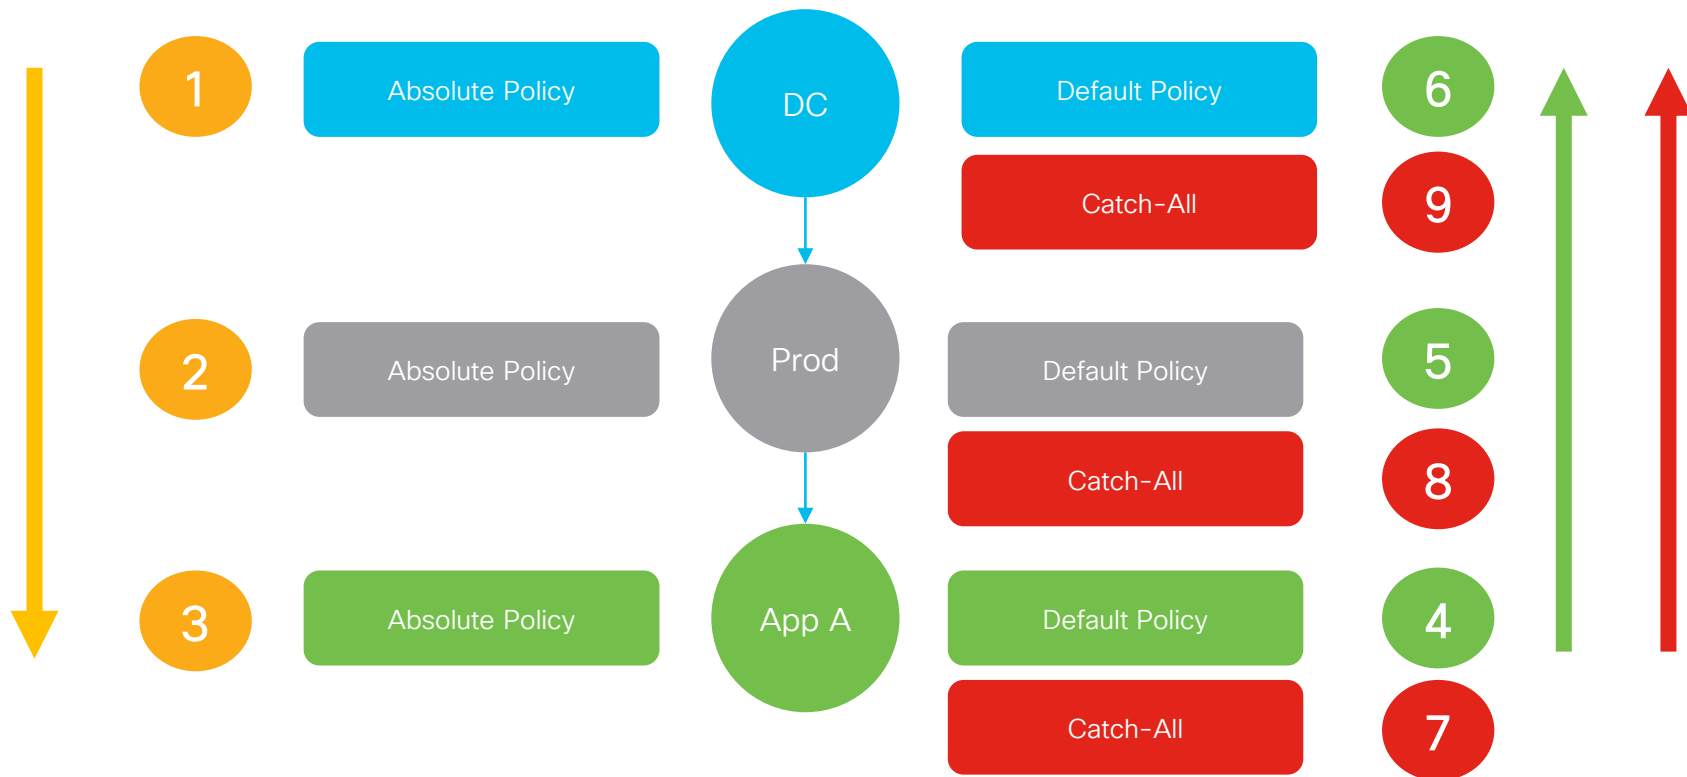 1
Absolute Policy
DC
Default Policy
6
Catch-All
9
2
Absolute Policy
Prod
Default Policy
5
Catch-All
8
3
Absolute Policy
App A
Default Policy
4
Catch-All
7